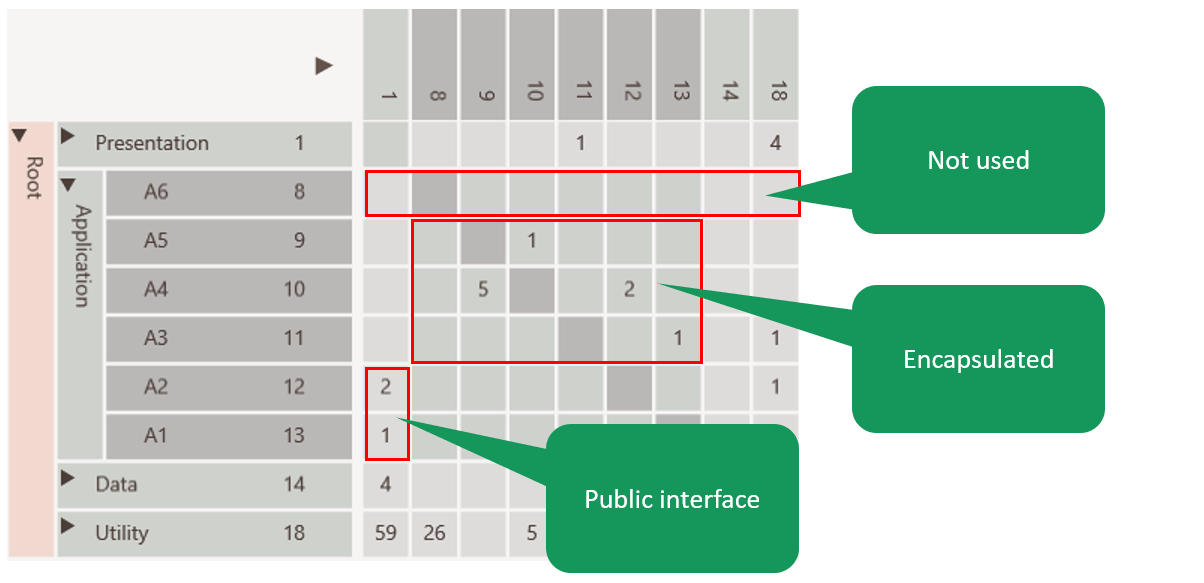 1 8 9 10 11 12 13 14 18
Root
Presentation 1 1 4
Application
A6 8
Not used
A5 9 1
A4 10 5 2
A3 11 1 1
Encapsulated
A2 12 2 1
A1 13 1
Data 14 4
Public interface
Utility 18 59 26 5